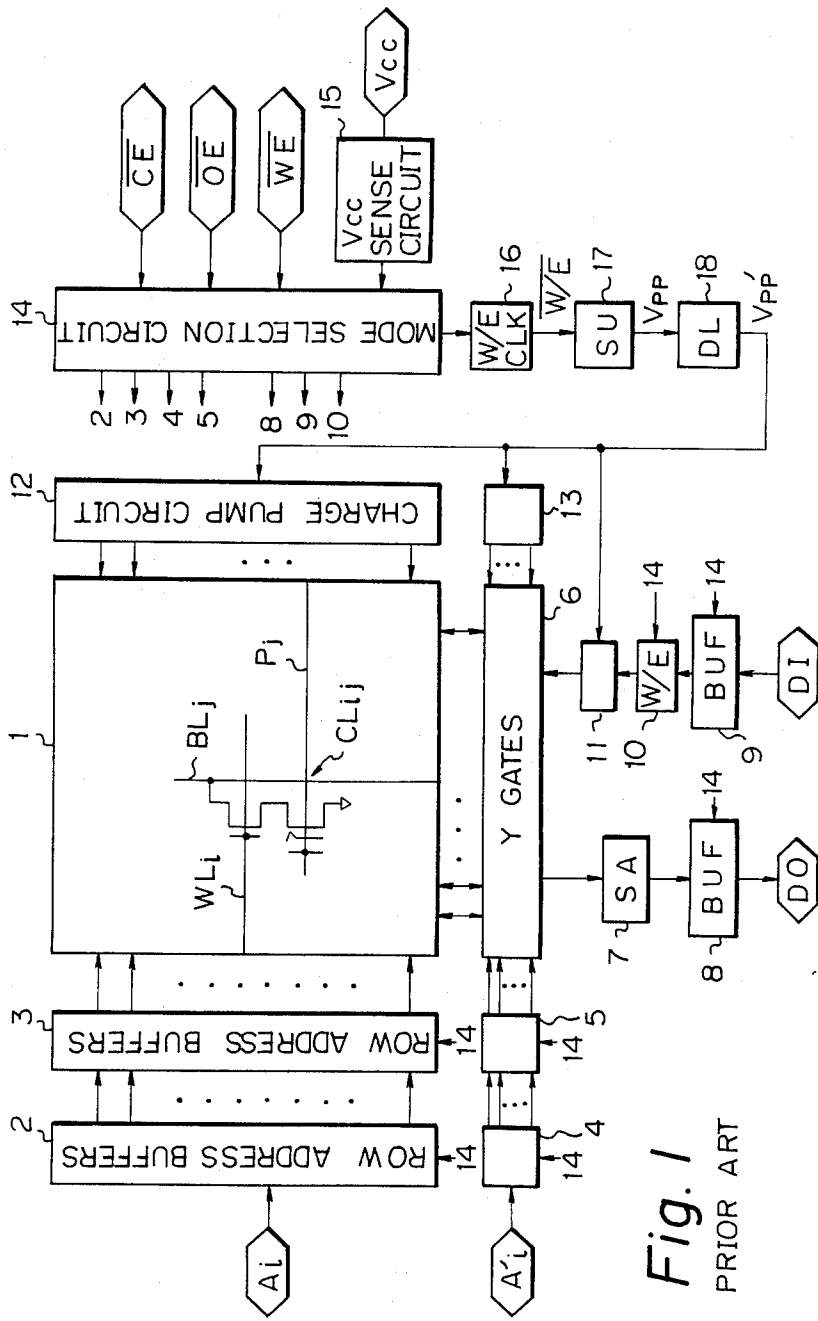 1
2
3
12
14
15
CE
OE
WE
Vcc
Vcc SENSE CIRCUIT
MODE SELECTION CIRCUIT
2
3
4
5
8
9
10
CHARGE PUMP CIRCUIT
ROW ADDRESS BUFFERS
ROW ADDRESS BUFFERS
Ai
14
14
WLi
BLj
Pj
CLij
W/E CLK
16
W/E
SU
17
VPP
DL
18
VPP'
A'i
4
14
5
14
Y GATES
6
13
SA
7
BUF
8
14
DO
11
W/E
10
14
BUF
9
14
DI
Fig. 1
PRIOR ART